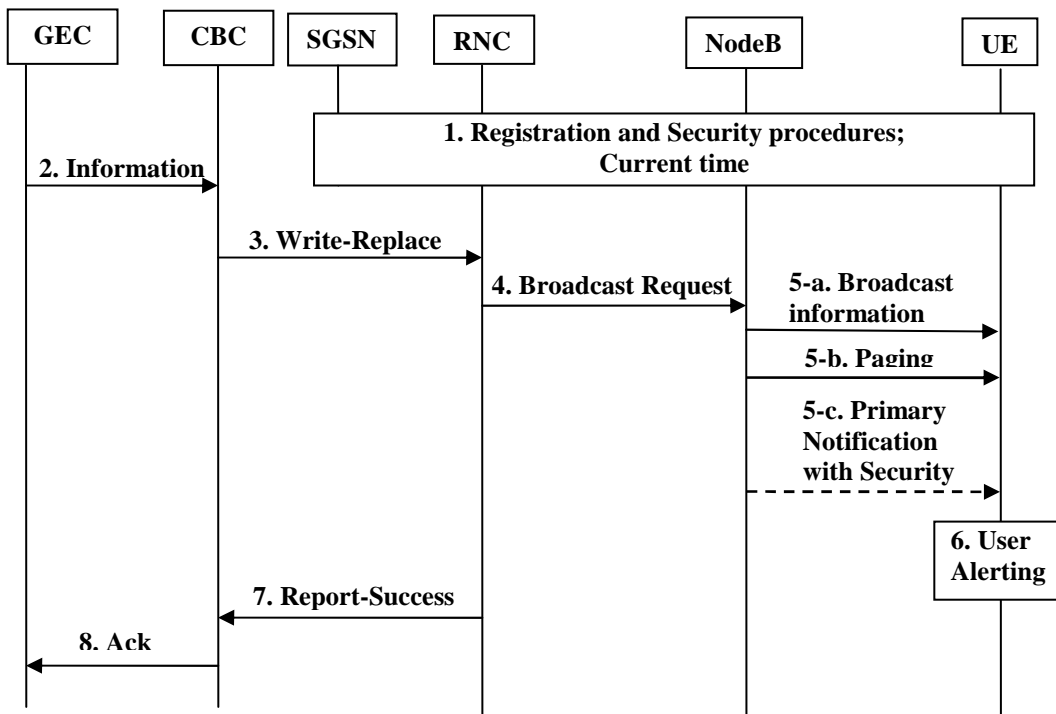 GEC
CBC
SGSN
RNC
NodeB
UE
1. Registration and Security procedures;
Current time
2. Information
3. Write-Replace
4. Broadcast Request
5-a. Broadcast
information
5-b. Paging
5-c. Primary
Notification
with Security
6. User
Alerting
7. Report-Success
8. Ack